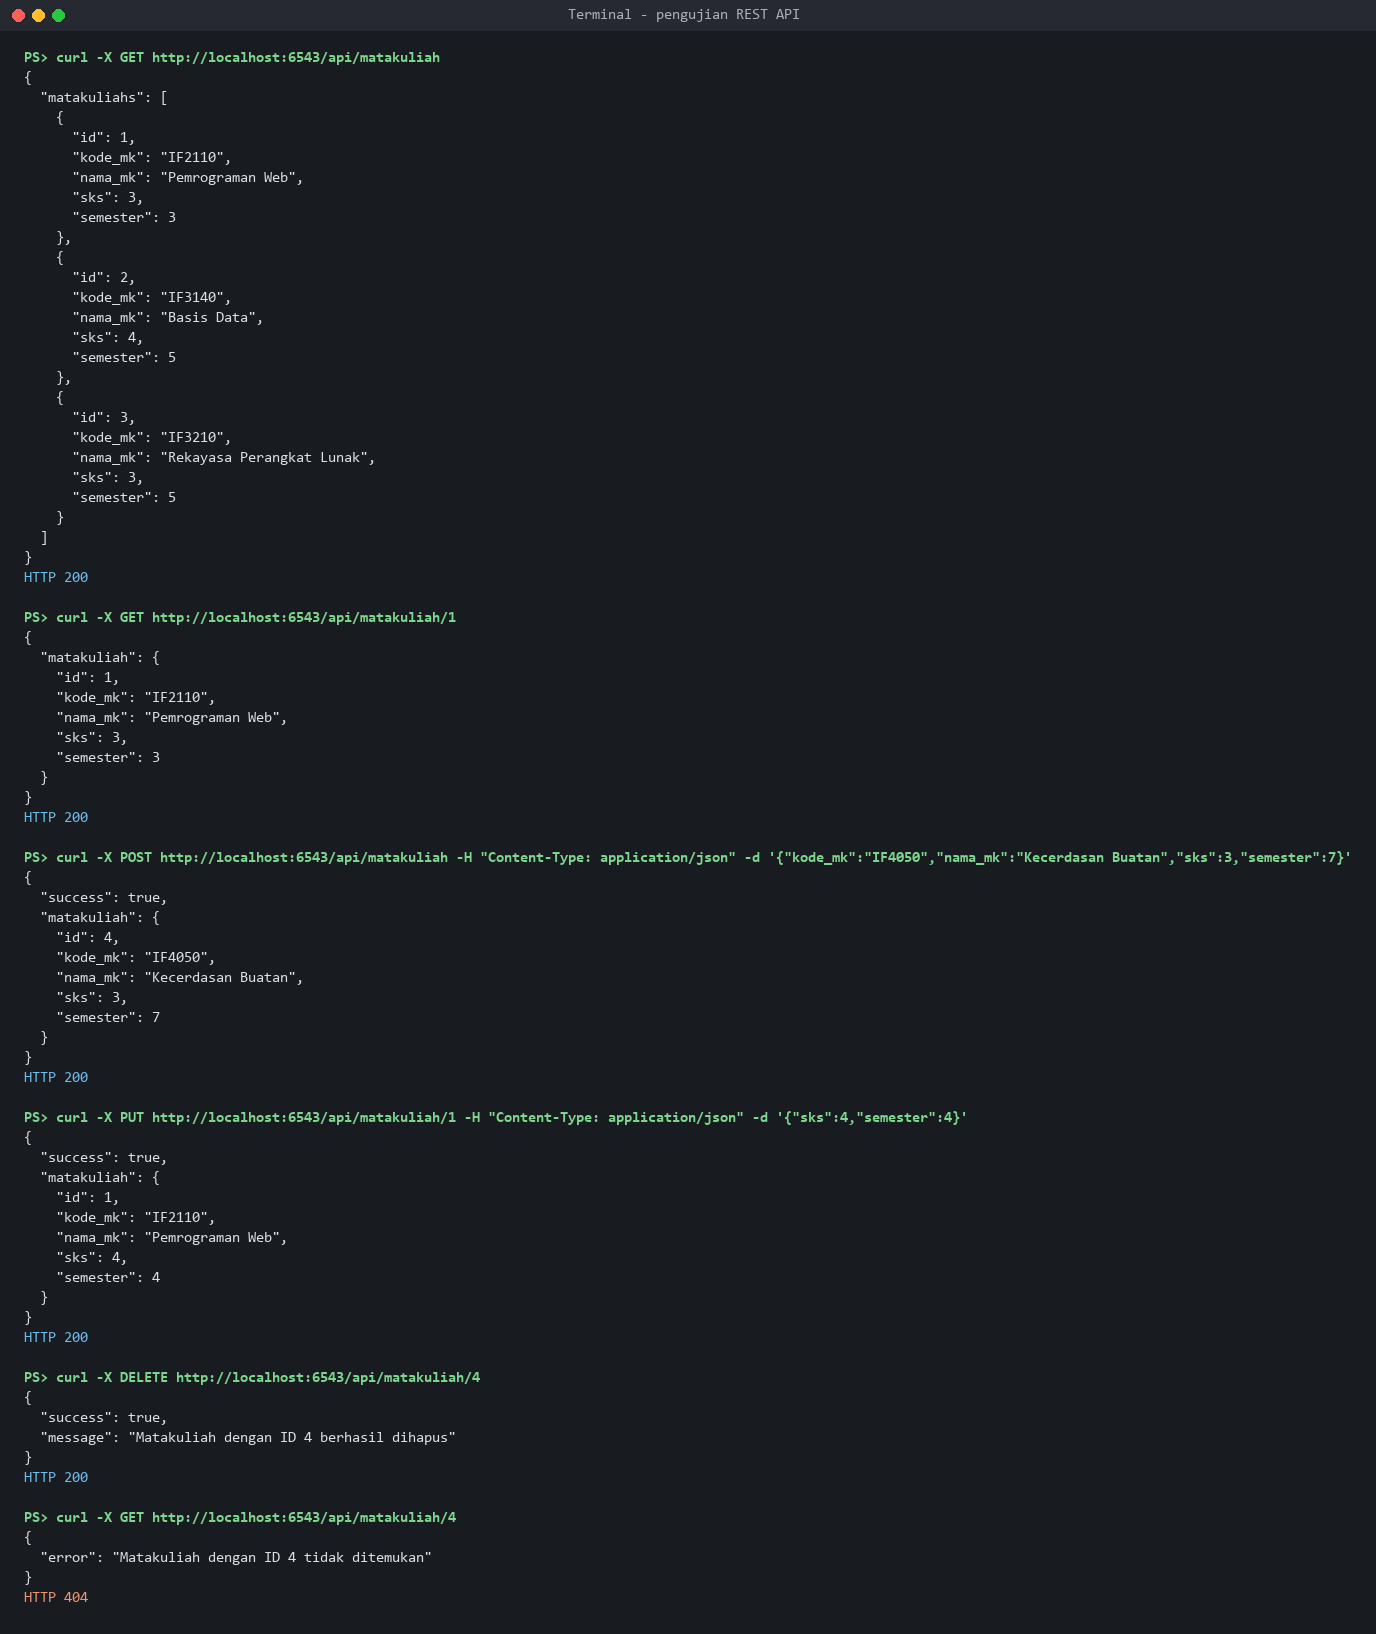 Terminal - pengujian REST API
PS> curl -X GET http://localhost:6543/api/matakuliah
{
  "matakuliahs": [
    {
      "id": 1,
      "kode_mk": "IF2110",
      "nama_mk": "Pemrograman Web",
      "sks": 3,
      "semester": 3
    },
    {
      "id": 2,
      "kode_mk": "IF3140",
      "nama_mk": "Basis Data",
      "sks": 4,
      "semester": 5
    },
    {
      "id": 3,
      "kode_mk": "IF3210",
      "nama_mk": "Rekayasa Perangkat Lunak",
      "sks": 3,
      "semester": 5
    }
  ]
}
HTTP 200
PS> curl -X GET http://localhost:6543/api/matakuliah/1
{
  "matakuliah": {
    "id": 1,
    "kode_mk": "IF2110",
    "nama_mk": "Pemrograman Web",
    "sks": 3,
    "semester": 3
  }
}
HTTP 200
PS> curl -X POST http://localhost:6543/api/matakuliah -H "Content-Type: application/json" -d '{"kode_mk":"IF4050","nama_mk":"Kecerdasan Buatan","sks":3,"semester":7}'
{
  "success": true,
  "matakuliah": {
    "id": 4,
    "kode_mk": "IF4050",
    "nama_mk": "Kecerdasan Buatan",
    "sks": 3,
    "semester": 7
  }
}
HTTP 200
PS> curl -X PUT http://localhost:6543/api/matakuliah/1 -H "Content-Type: application/json" -d '{"sks":4,"semester":4}'
{
  "success": true,
  "matakuliah": {
    "id": 1,
    "kode_mk": "IF2110",
    "nama_mk": "Pemrograman Web",
    "sks": 4,
    "semester": 4
  }
}
HTTP 200
PS> curl -X DELETE http://localhost:6543/api/matakuliah/4
{
  "success": true,
  "message": "Matakuliah dengan ID 4 berhasil dihapus"
}
HTTP 200
PS> curl -X GET http://localhost:6543/api/matakuliah/4
{
  "error": "Matakuliah dengan ID 4 tidak ditemukan"
}
HTTP 404